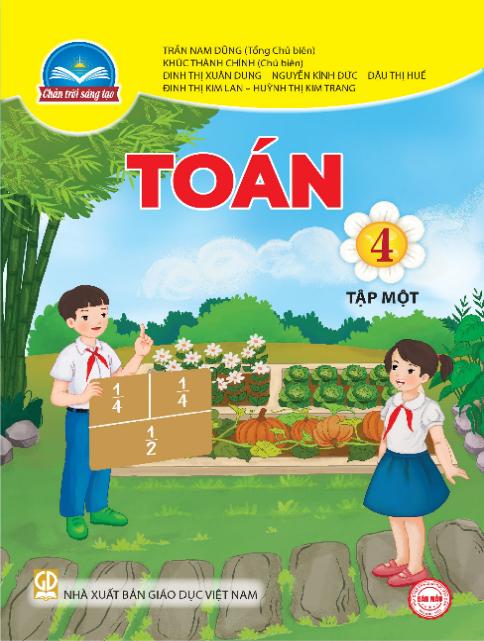 TRẦN NAM DŨNG (Tổng Chủ biên)
KHÚC THÀNH CHÍNH (Chủ biên)
ĐINH THỊ XUÂN DUNG – NGUYỄN KÍNH ĐỨC – ĐẬU THỊ HUẾ
ĐINH THỊ KIM LAN – HUỲNH THỊ KIM TRANG
Chân trời sáng tạo
TOÁN
4
TẬP MỘT
1/4 1/4
1/2
NHÀ XUẤT BẢN GIÁO DỤC VIỆT NAM
BẢN MẪU